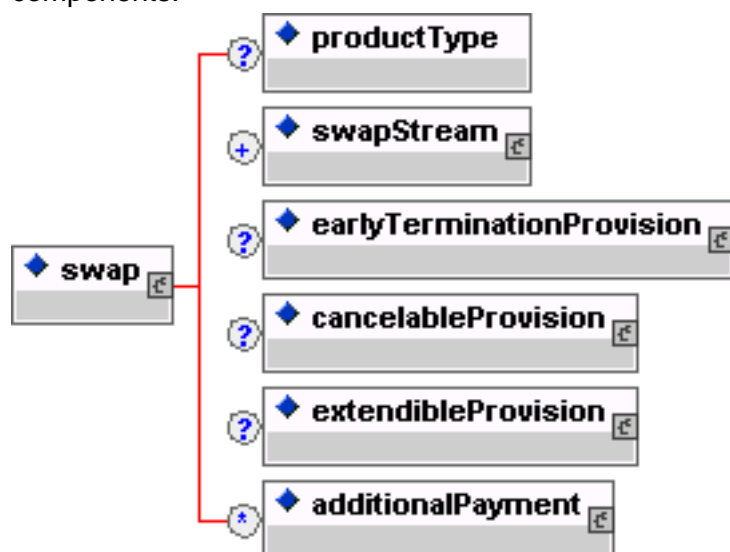 components:
? productType
+ swapStream
? earlyTerminationProvision
swap
? cancelableProvision
? extendibleProvision
* additionalPayment